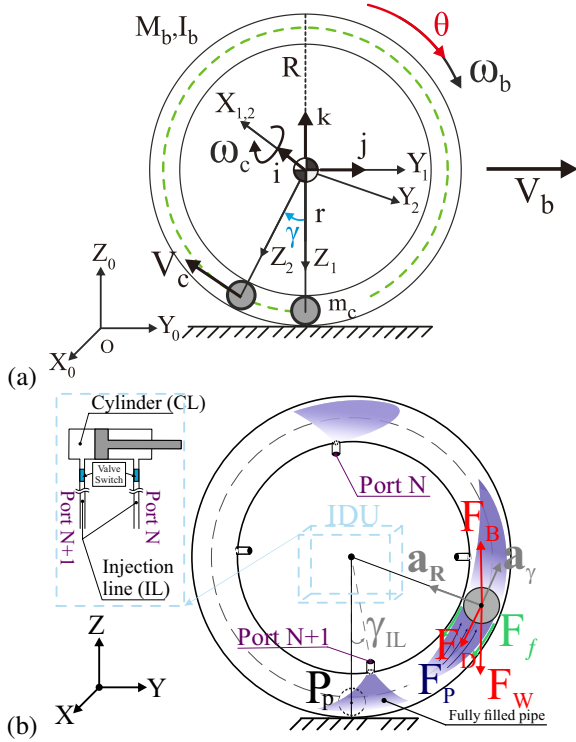 M_b,I_b
θ
ω_b
R
k
X_1,2
ω_c
i
j
Y_1
Y_2
V_b
r
γ
Z_2
Z_1
V_c
m_c
Z_0
Y_0
O
X_0
(a)
Cylinder (CL)
Valve
Switch
Port N+1
Port N
Injection
line (IL)
Port N
IDU
F_B
a_R
a_γ
Port N+1
γ_IL
F_f
F_D
F_P
F_W
P_p
Fully filled pipe
Z
Y
X
(b)